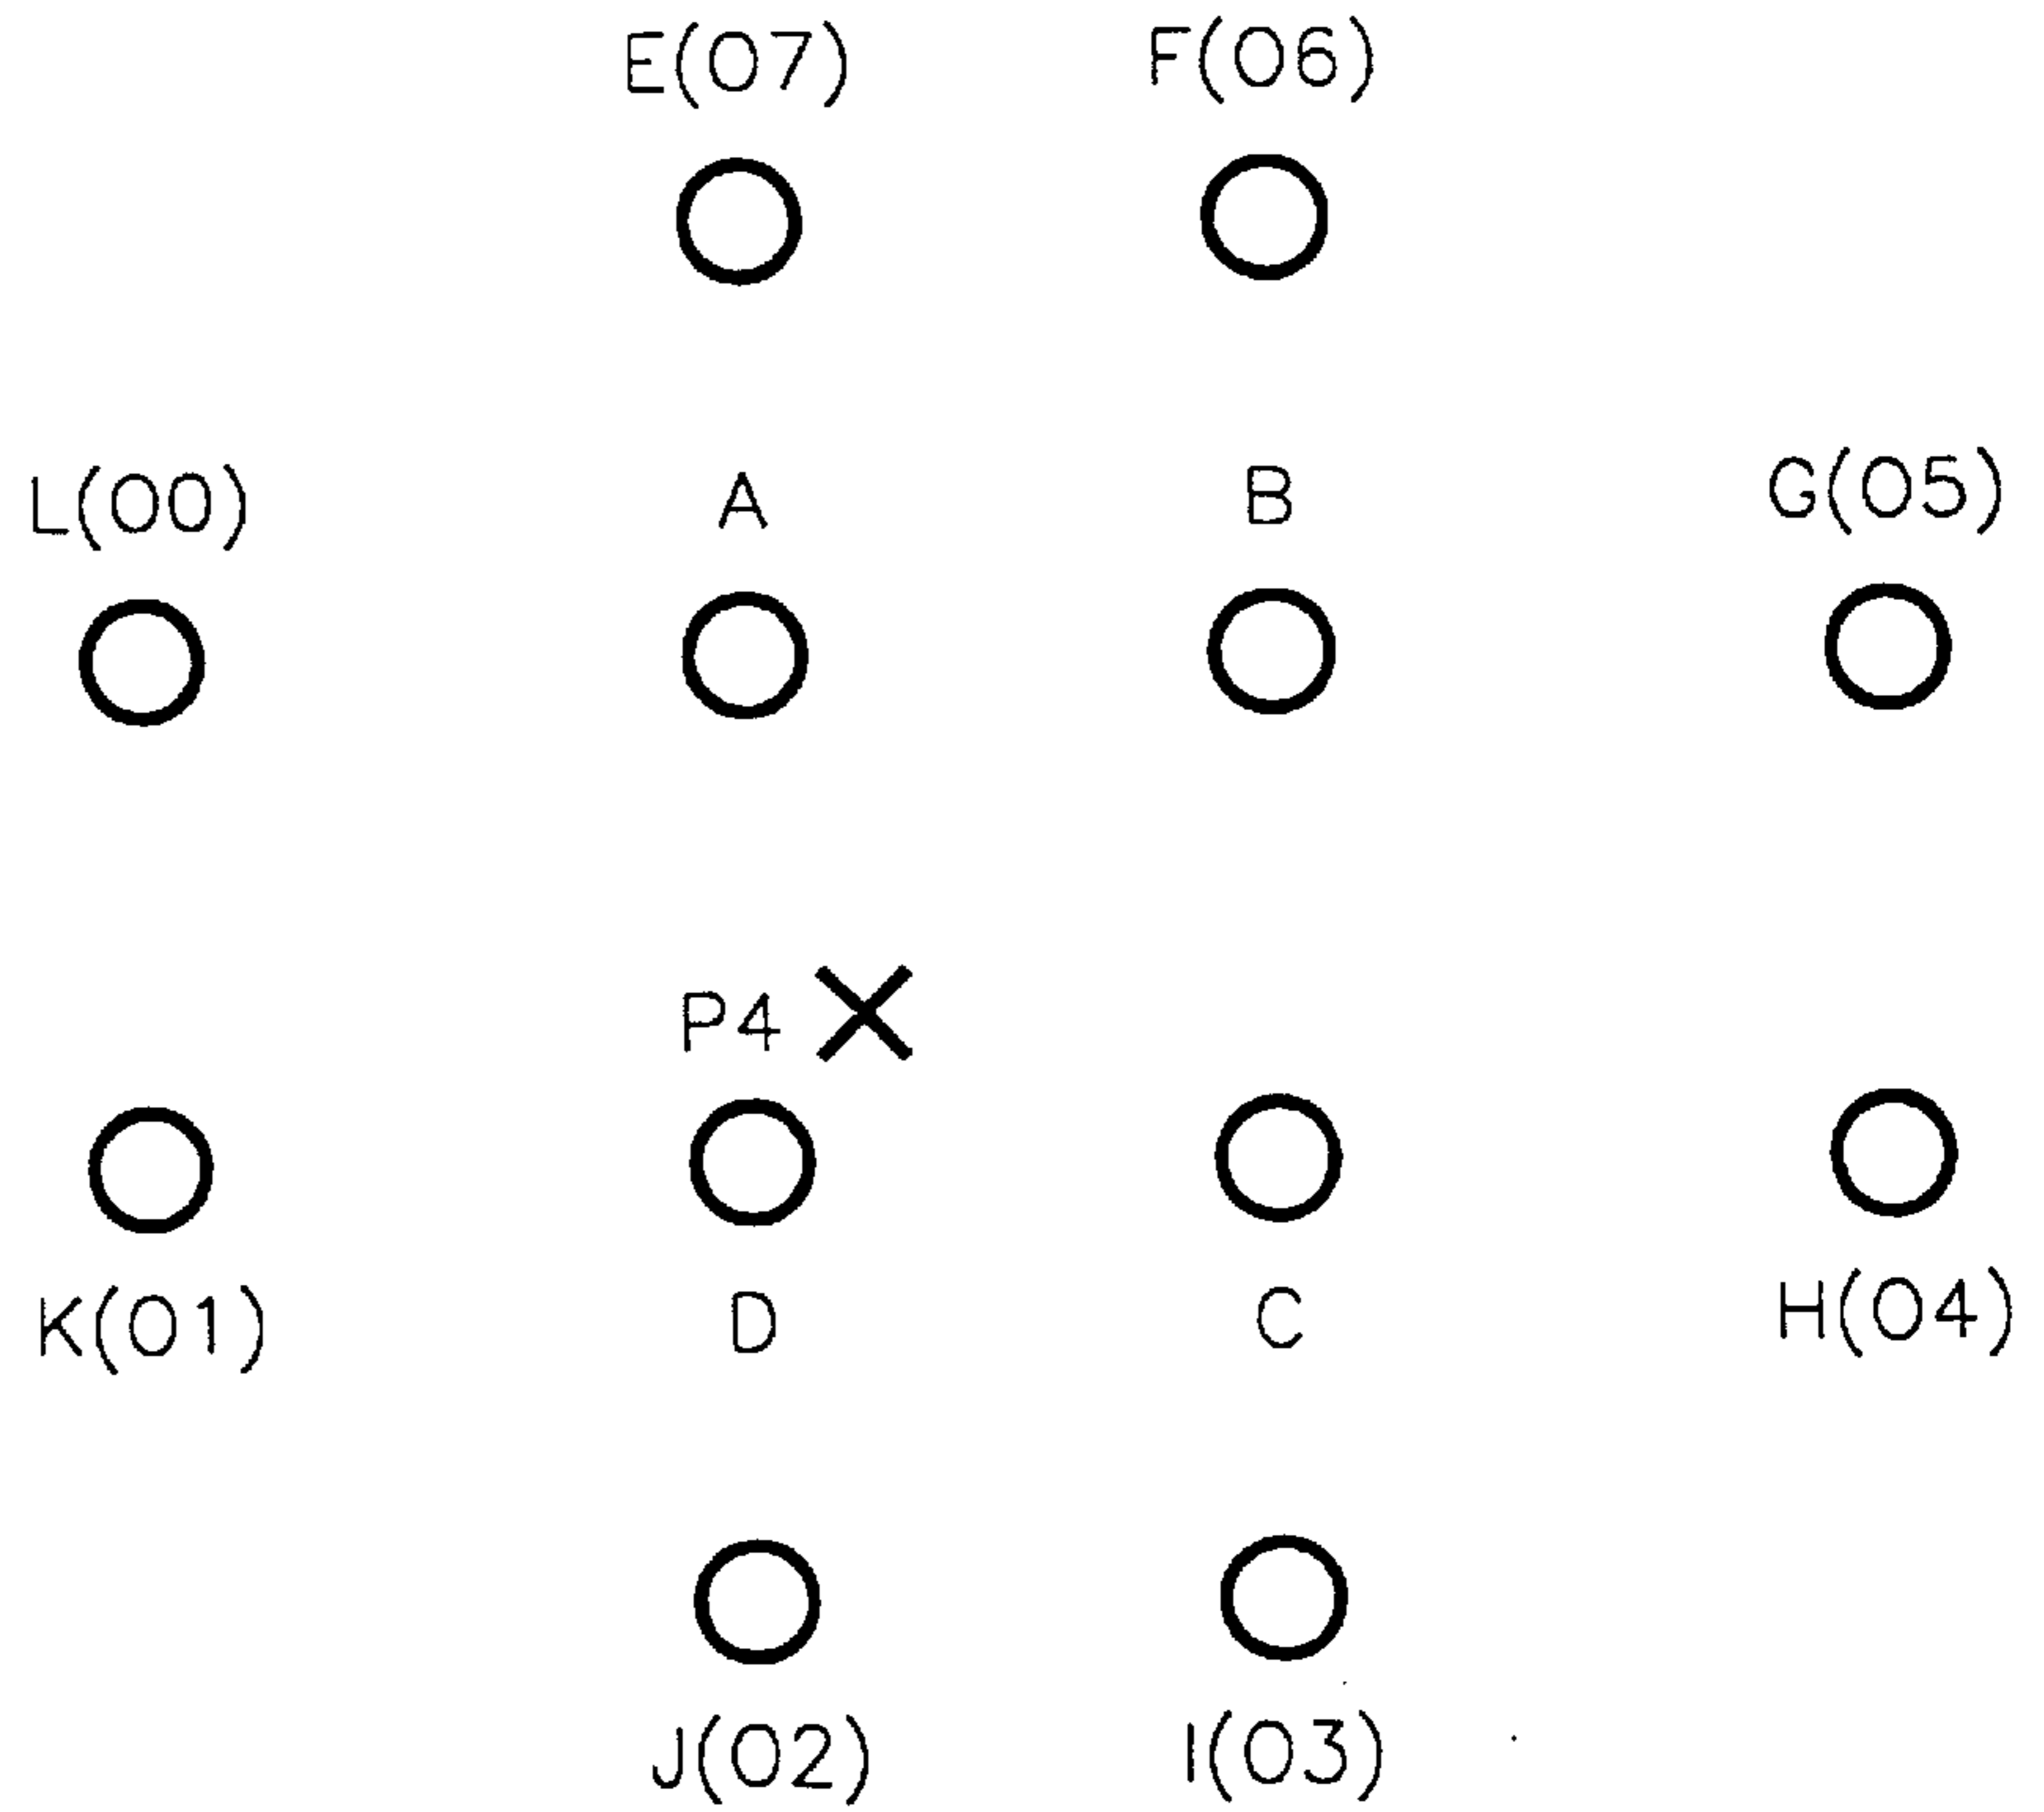 E(07) F(06)
L(00) A B G(05)
P4
K(01) D C H(04)
J(02) I(03)